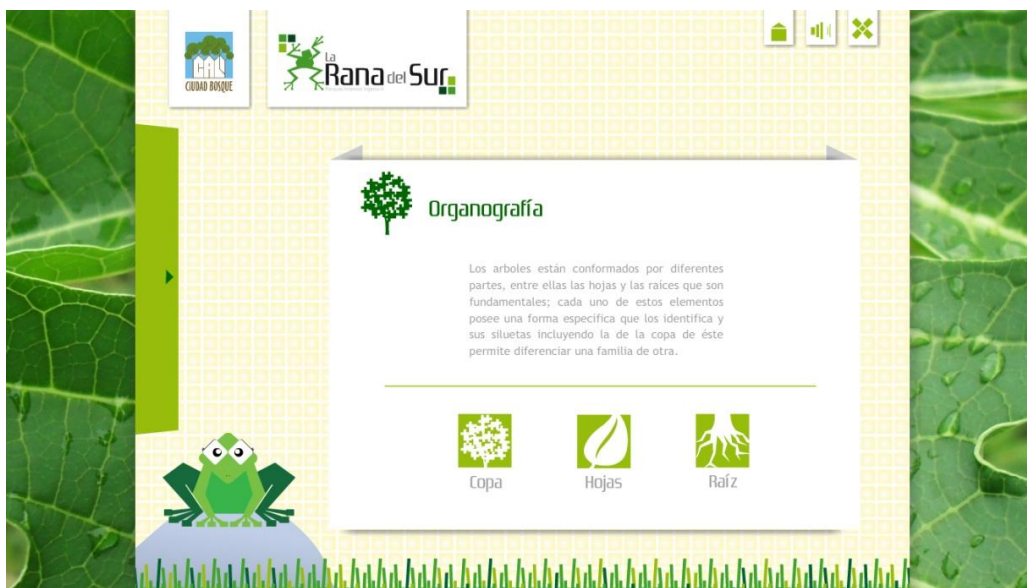 CAL
CIUDAD BOSQUE
La
Rana del Sur
Organografía
Los arboles están conformados por diferentes
partes, entre ellas las hojas y las raíces que son
fundamentales; cada uno de estos elementos
posee una forma especifica que los identifica y
sus siluetas incluyendo la de la copa de éste
permite diferenciar una familia de otra.
Copa
Hojas
Raíz